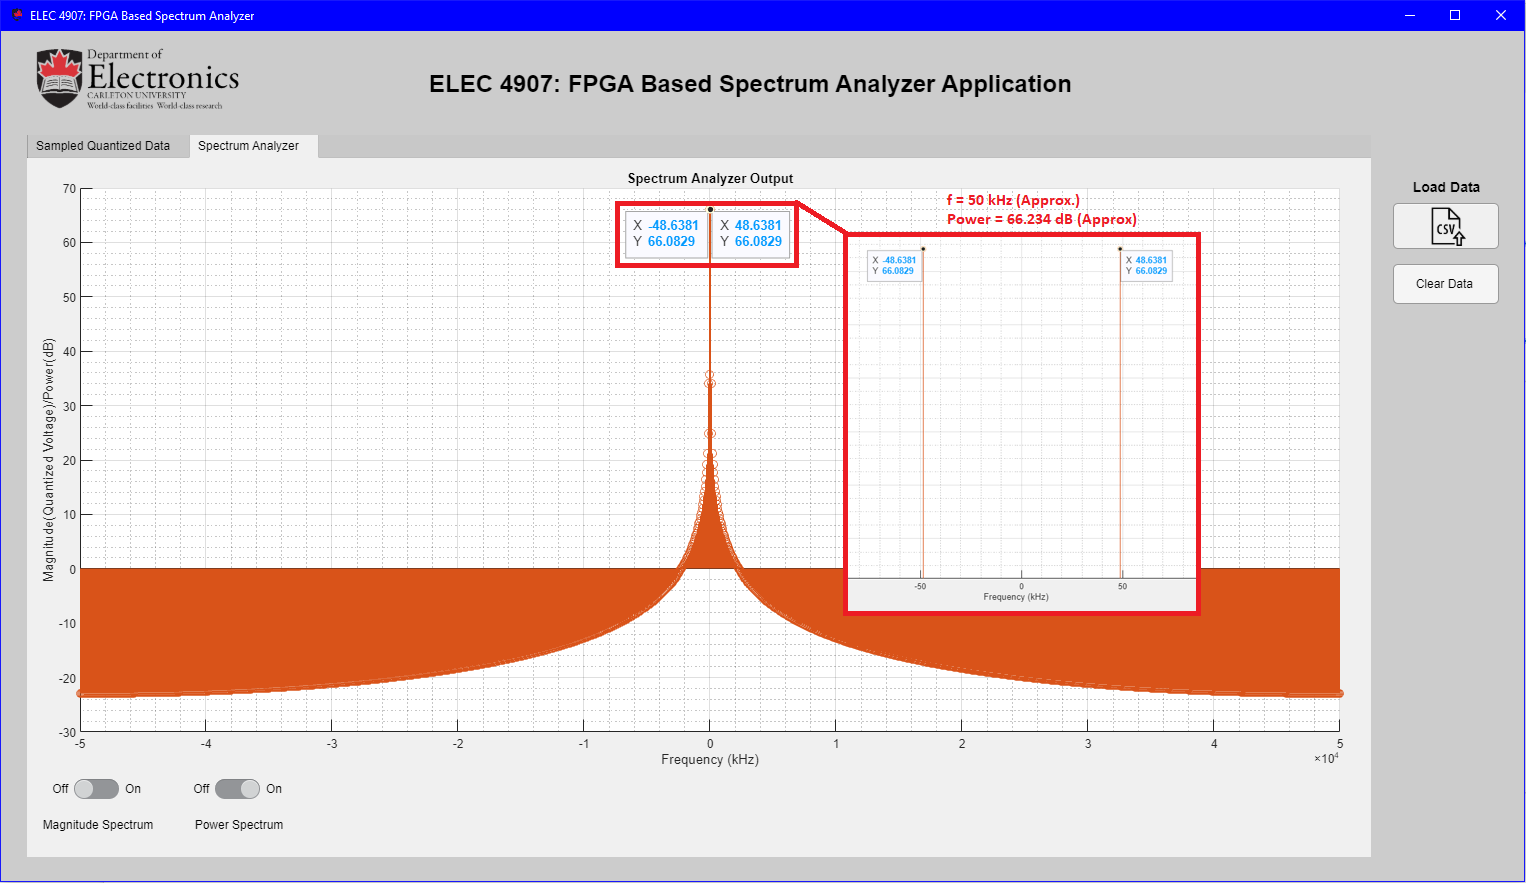 ELEC 4907: FPGA Based Spectrum Analyzer
Department of
Electronics
CARLETON UNIVERSITY
World-class facilities World-class research
ELEC 4907: FPGA Based Spectrum Analyzer Application
Sampled Quantized Data
Spectrum Analyzer
Spectrum Analyzer Output
Magnitude(Quantized Voltage)/Power(dB)
70
60
50
40
30
20
10
0
-10
-20
-30
X -48.6381
Y 66.0829
X 48.6381
Y 66.0829
f = 50 kHz (Approx.)
Power = 66.234 dB (Approx)
X -48.6381
Y 66.0829
X 48.6381
Y 66.0829
-50 0 50
Frequency (kHz)
-5 -4 -3 -2 -1 0 1 2 3 4 5
Frequency (kHz)
×10⁴
Off On
Off On
Magnitude Spectrum
Power Spectrum
Load Data
CSV
Clear Data